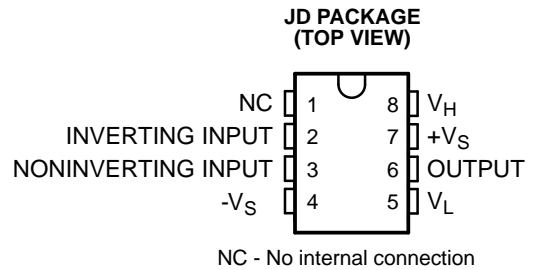 JD PACKAGE
(TOP VIEW)
NC 1 8 VH
INVERTING INPUT 2 7 +VS
NONINVERTING INPUT 3 6 OUTPUT
-VS 4 5 VL
NC - No internal connection